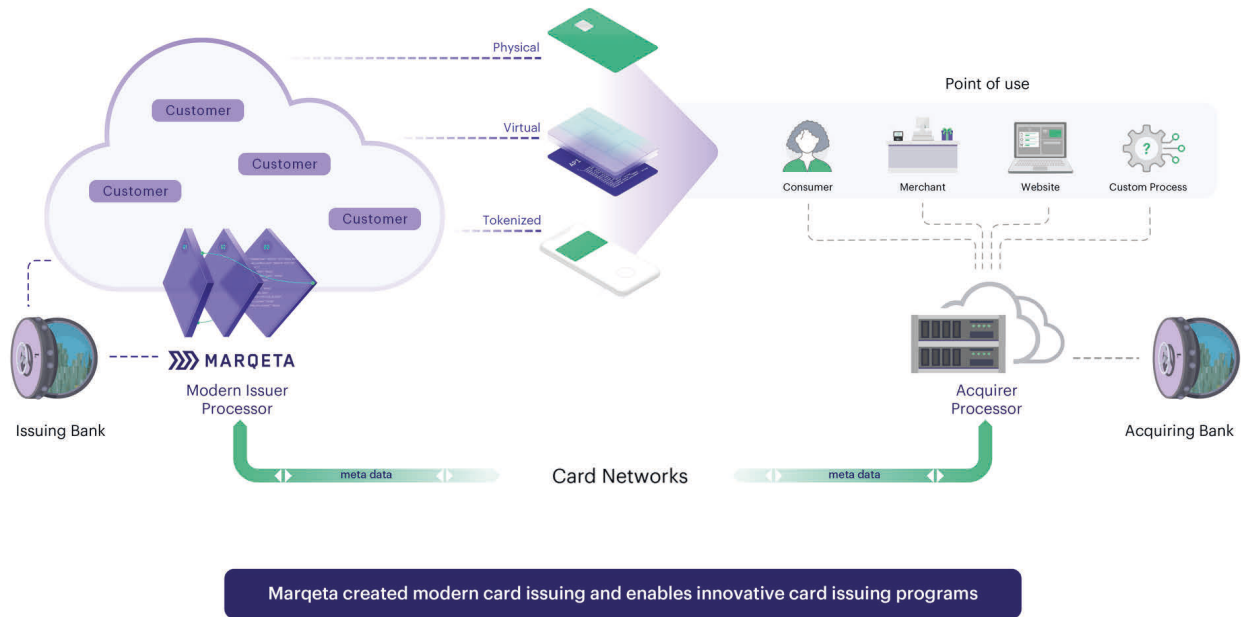 Physical
Point of use
Customer
Virtual
Customer
Customer
Consumer
Merchant
Website
Custom Process
Customer
Tokenized
?
MARQETA
Modern Issuer
Processor
Acquirer
Processor
Issuing Bank
Acquiring Bank
meta data
Card Networks
meta data
Marqeta created modern card issuing and enables innovative card issuing programs